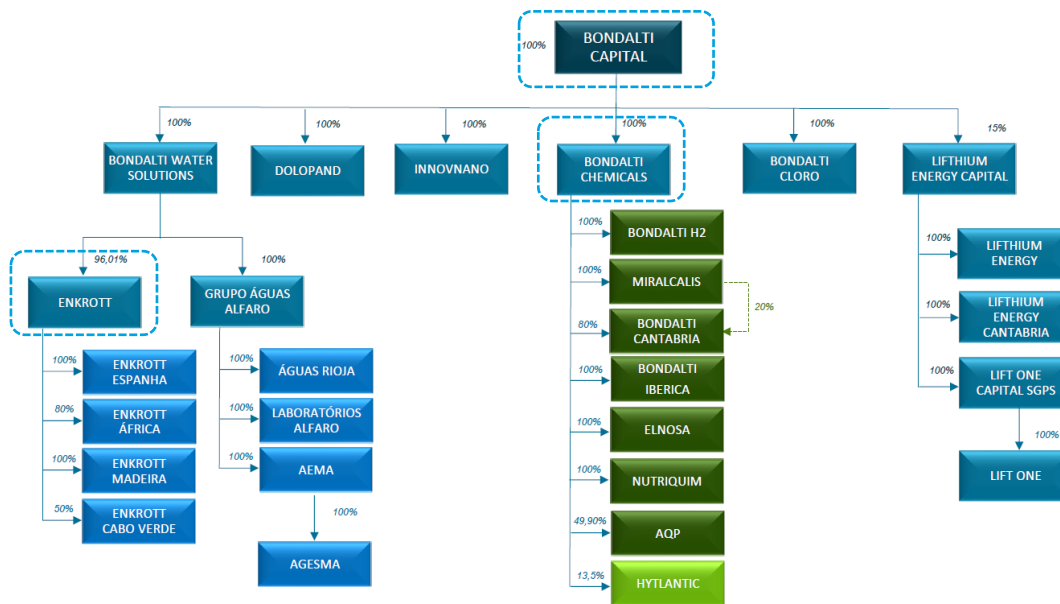 BONDALTI
CAPITAL
100%
100%
100%
100%
100%
100%
15%
BONDALTI WATER
SOLUTIONS
DOLOPAND
INNOVNANO
BONDALTI
CHEMICALS
BONDALTI
CLORO
LIFTHIUM
ENERGY CAPITAL
96,01%
100%
ENKROTT
GRUPO ÁGUAS
ALFARO
100%
ENKROTT
ESPANHA
80%
ENKROTT
ÁFRICA
100%
ENKROTT
MADEIRA
50%
ENKROTT
CABO VERDE
100%
ÁGUAS RIOJA
100%
LABORATÓRIOS
ALFARO
100%
AEMA
100%
AGESMA
100%
BONDALTI H2
100%
MIRALCALIS
20%
80%
BONDALTI
CANTABRIA
100%
BONDALTI
IBERICA
100%
ELNOSA
100%
NUTRIQUIM
49,90%
AQP
13,5%
HYTLANTIC
100%
LIFTHIUM
ENERGY
100%
LIFTHIUM
ENERGY
CANTABRIA
100%
LIFT ONE
CAPITAL SGPS
100%
LIFT ONE